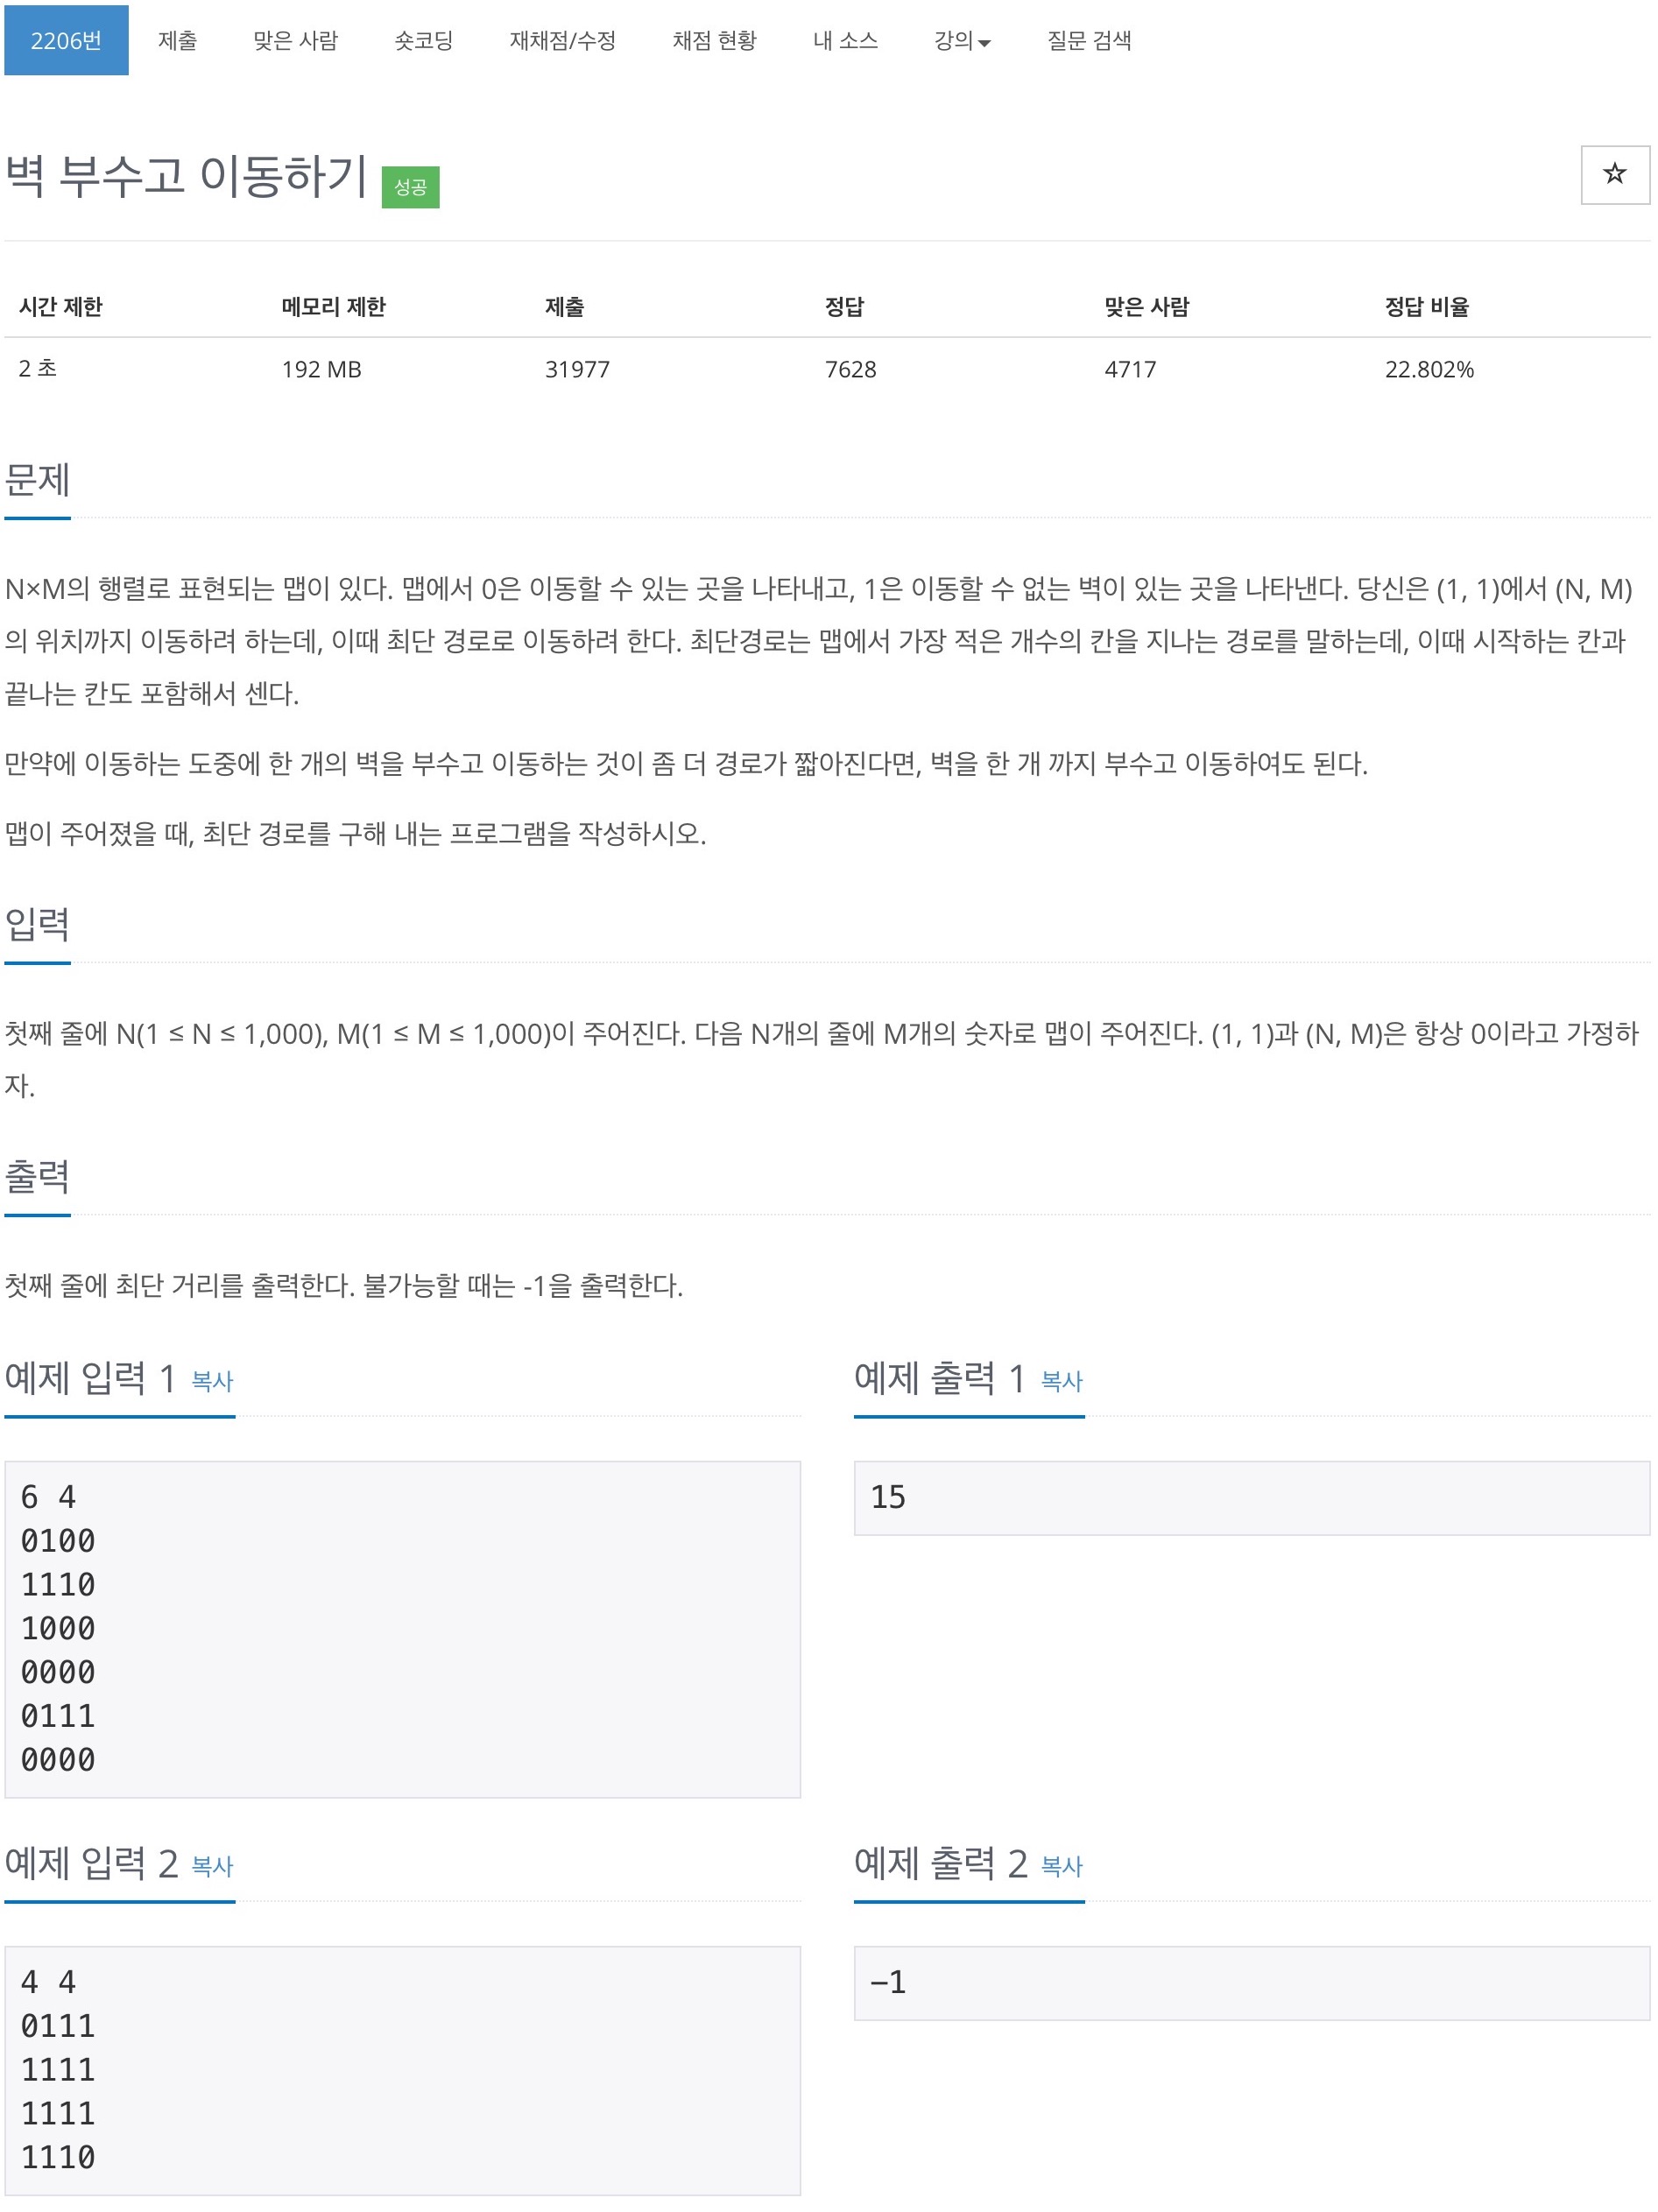 2206번 제출 맞은 사람 숏코딩 재채점/수정 채점 현황 내 소스 강의 질문 검색
벽 부수고 이동하기 성공
시간 제한 메모리 제한 제출 정답 맞은 사람 정답 비율
2 초 192 MB 31977 7628 4717 22.802%
문제
N×M의 행렬로 표현되는 맵이 있다. 맵에서 0은 이동할 수 있는 곳을 나타내고, 1은 이동할 수 없는 벽이 있는 곳을 나타낸다. 당신은 (1, 1)에서 (N, M)
의 위치까지 이동하려 하는데, 이때 최단 경로로 이동하려 한다. 최단경로는 맵에서 가장 적은 개수의 칸을 지나는 경로를 말하는데, 이때 시작하는 칸과
끝나는 칸도 포함해서 센다.
만약에 이동하는 도중에 한 개의 벽을 부수고 이동하는 것이 좀 더 경로가 짧아진다면, 벽을 한 개 까지 부수고 이동하여도 된다.
맵이 주어졌을 때, 최단 경로를 구해 내는 프로그램을 작성하시오.
입력
첫째 줄에 N(1 ≤ N ≤ 1,000), M(1 ≤ M ≤ 1,000)이 주어진다. 다음 N개의 줄에 M개의 숫자로 맵이 주어진다. (1, 1)과 (N, M)은 항상 0이라고 가정하
자.
출력
첫째 줄에 최단 거리를 출력한다. 불가능할 때는 -1을 출력한다.
예제 입력 1 복사
6 4
0100
1110
1000
0000
0111
0000
예제 출력 1 복사
15
예제 입력 2 복사
4 4
0111
1111
1111
1110
예제 출력 2 복사
-1